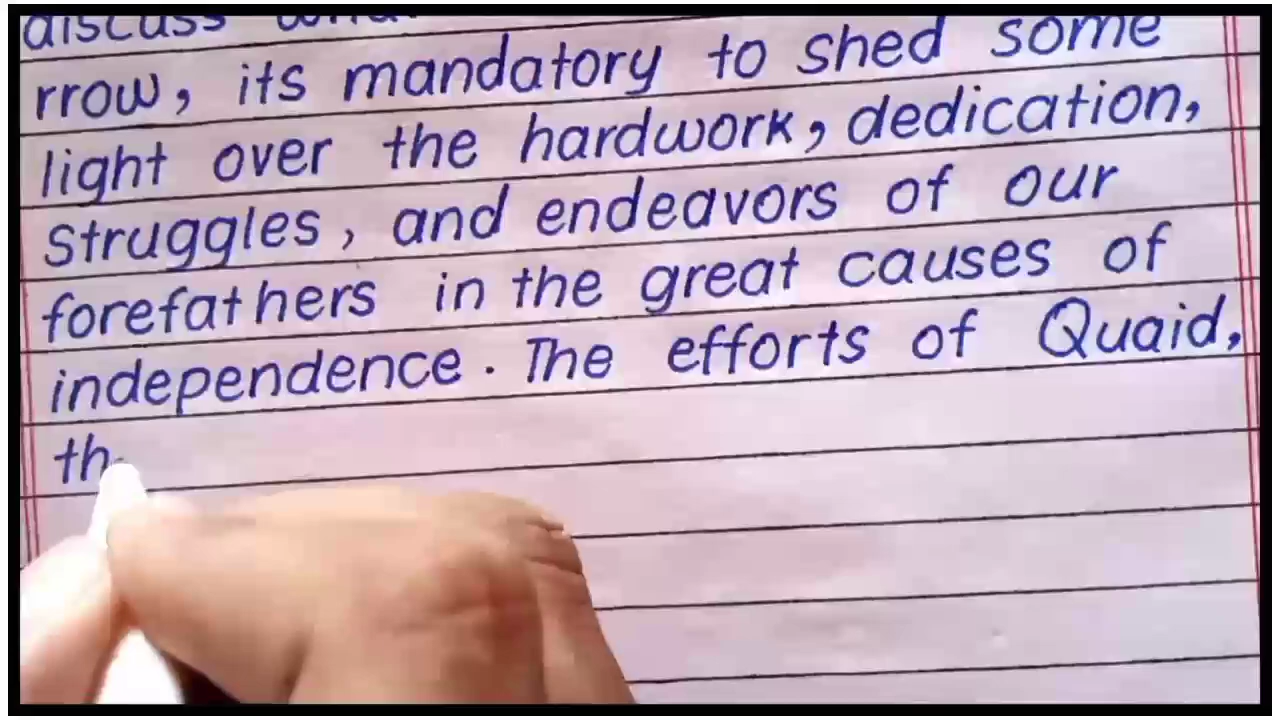 discuss
rrow, its mandatory to shed some
light over the hardwork, dedication,
struggles, and endeavors of our
forefathers in the great causes of
independence. The efforts of Quaid,